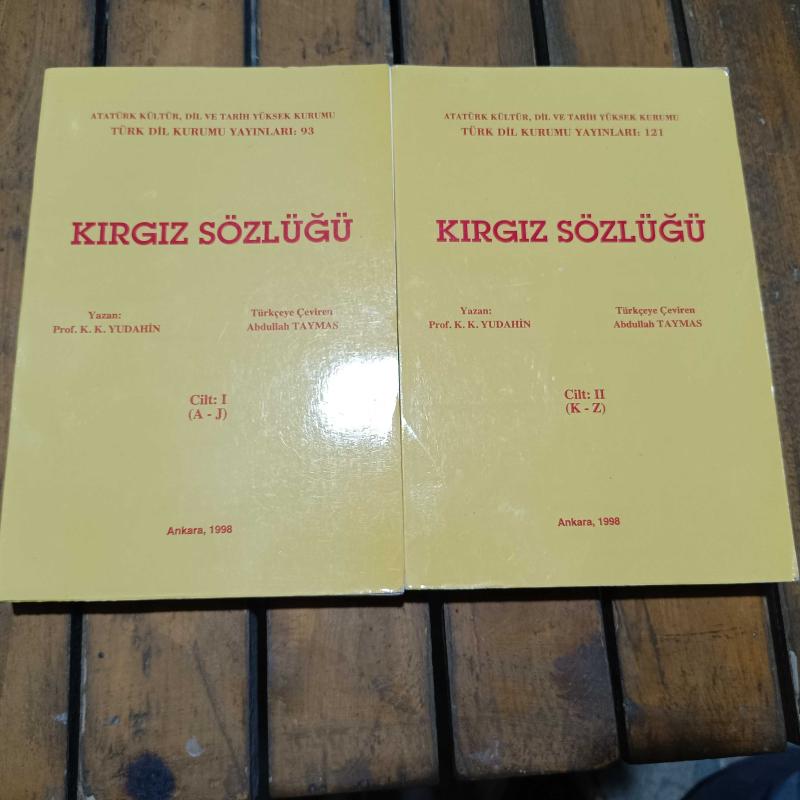 ATATÜRK KÜLTÜR, DİL VE TARİH YÜKSEK KURUMU
TÜRK DİL KURUMU YAYINLARI: 93
KIRGIZ SÖZLÜĞÜ
Yazan:
Prof. K. K. YUDAHİN
Türkçeye Çeviren
Abdullah TAYMAS
Cilt: I
(A - J)
Ankara, 1998
ATATÜRK KÜLTÜR, DİL VE TARİH YÜKSEK KURUMU
TÜRK DİL KURUMU YAYINLARI: 121
KIRGIZ SÖZLÜĞÜ
Yazan:
Prof. K. K. YUDAHİN
Türkçeye Çeviren
Abdullah TAYMAS
Cilt: II
(K - Z)
Ankara, 1998